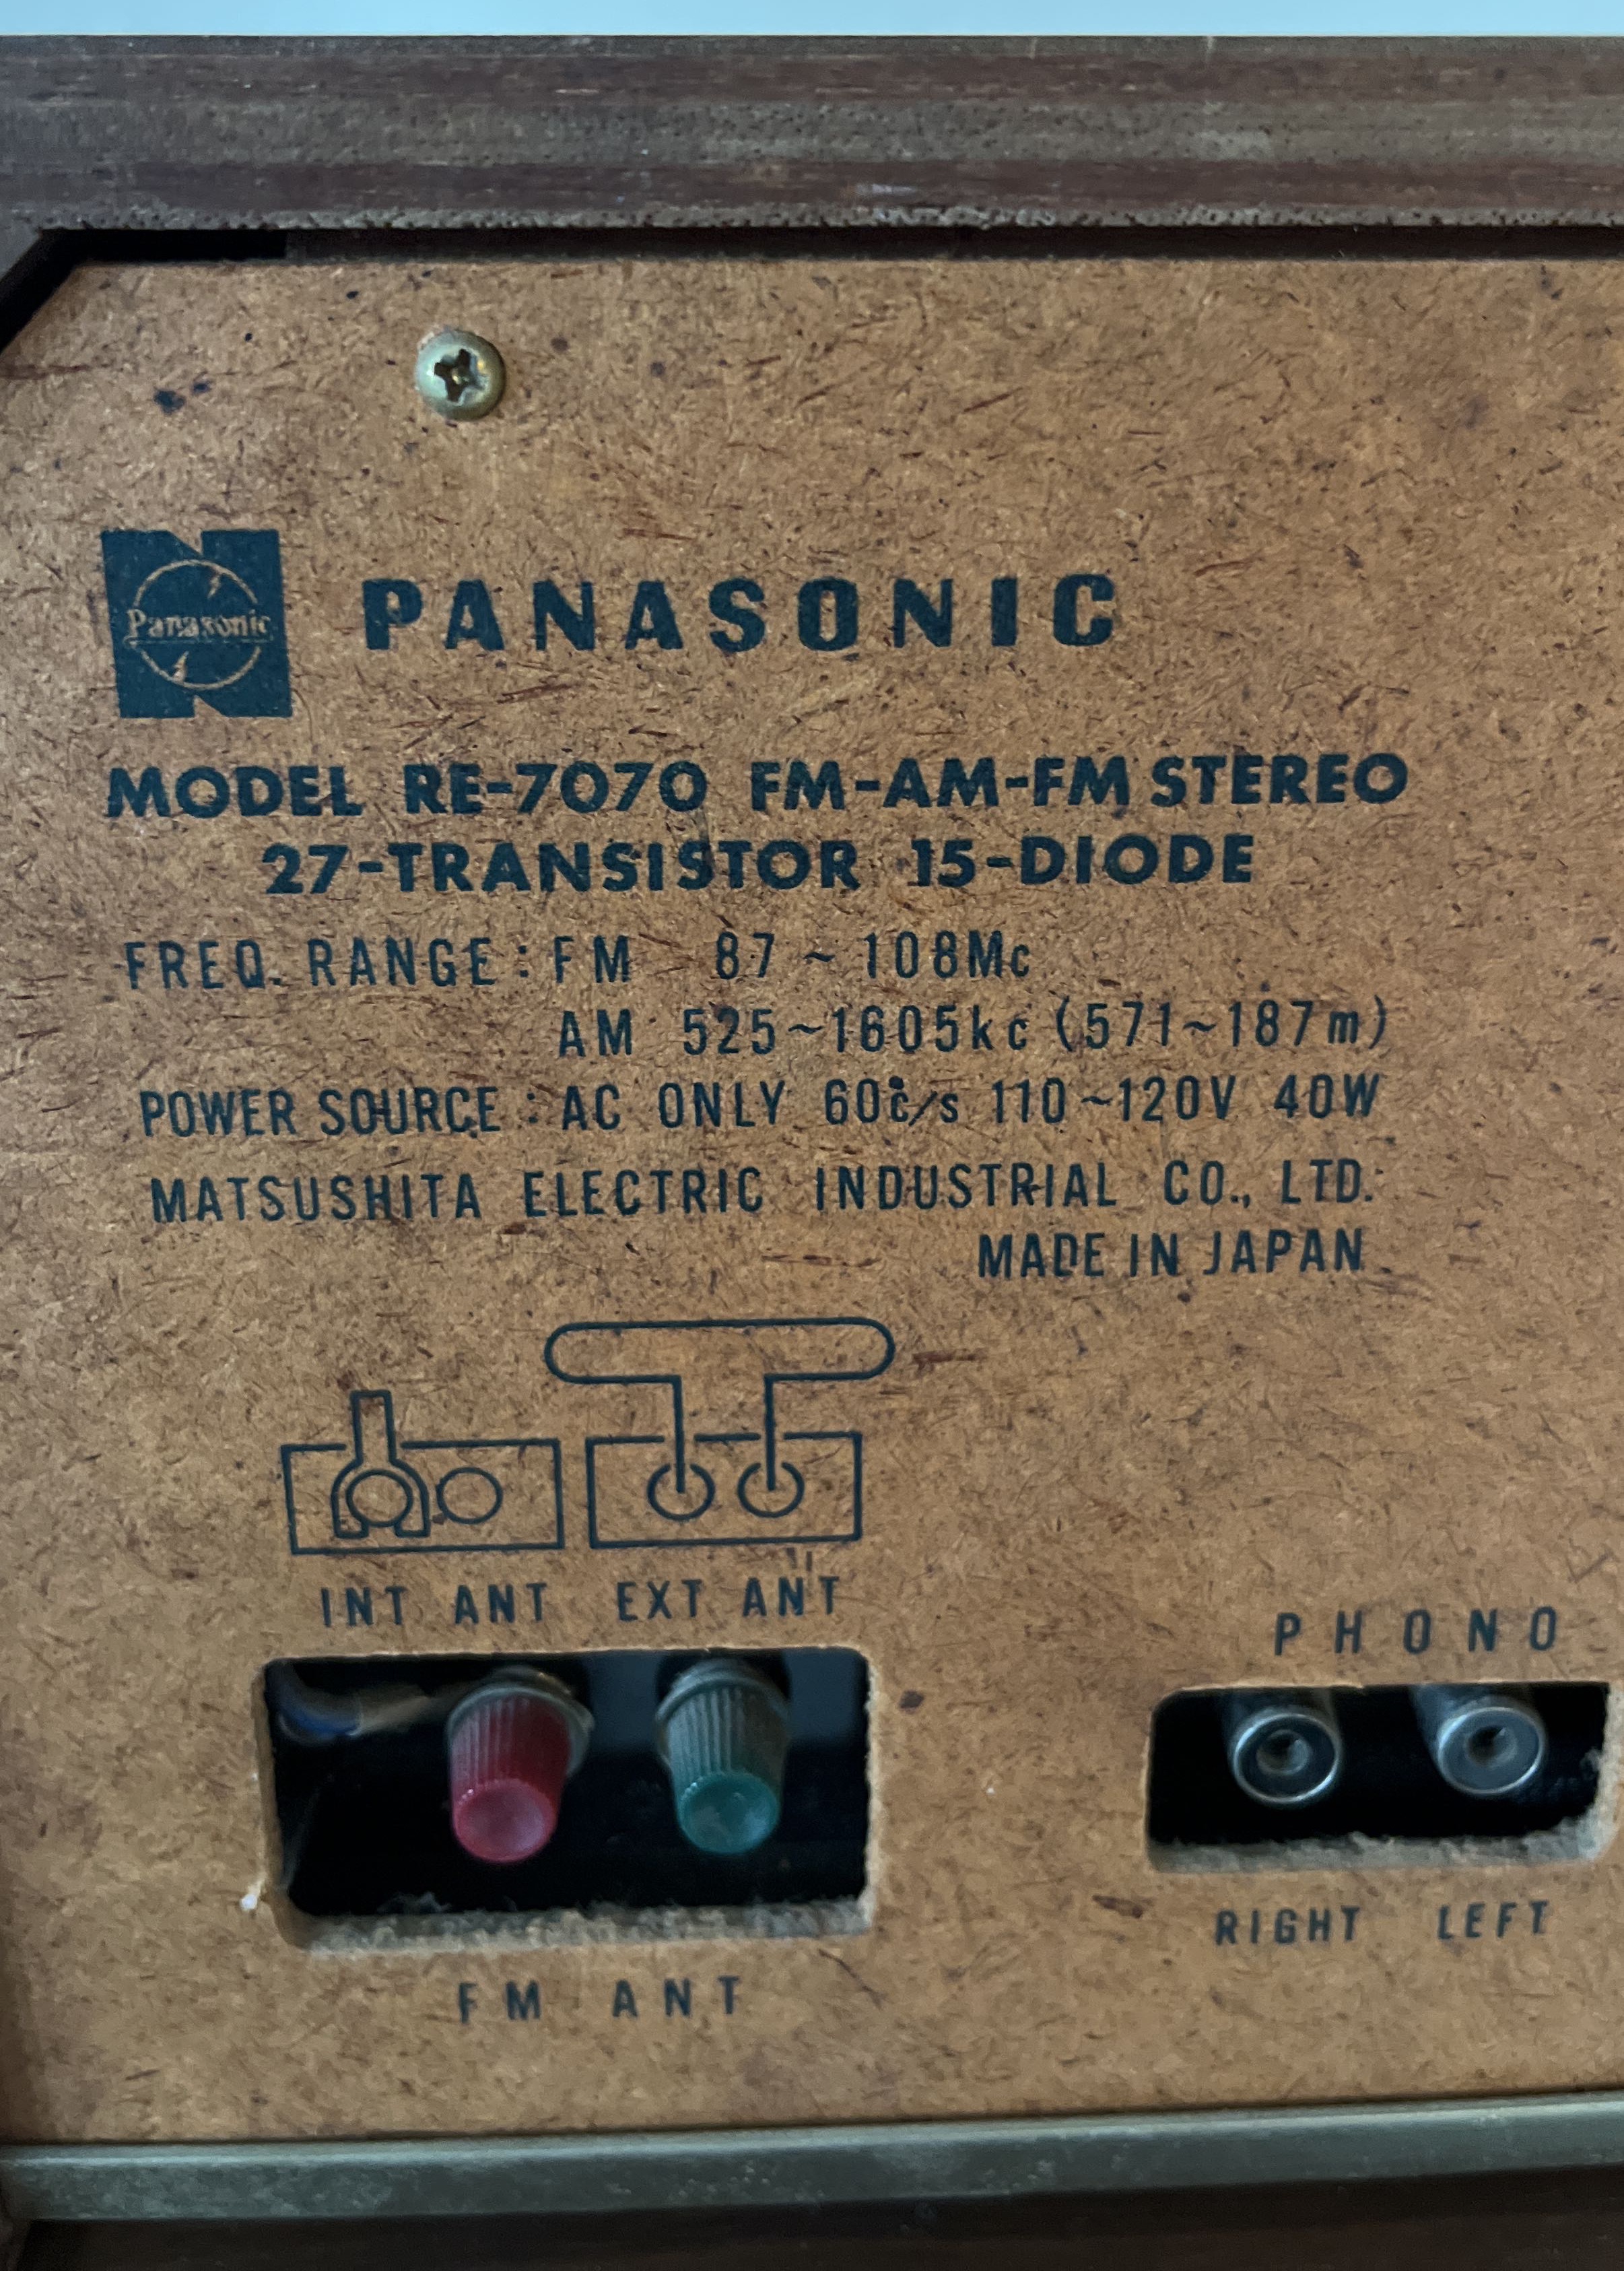 Panasonic
PANASONIC
MODEL RE-7070 FM-AM-FM STEREO
27-TRANSISTOR 15-DIODE
FREQ. RANGE : FM 87 ~ 108Mc
AM 525~1605kc (571~187m)
POWER SOURCE : AC ONLY 60c/s 110~120V 40W
MATSUSHITA ELECTRIC INDUSTRIAL CO., LTD.
MADE IN JAPAN
INT ANT EXT ANT
PHONO
RIGHT LEFT
FM ANT